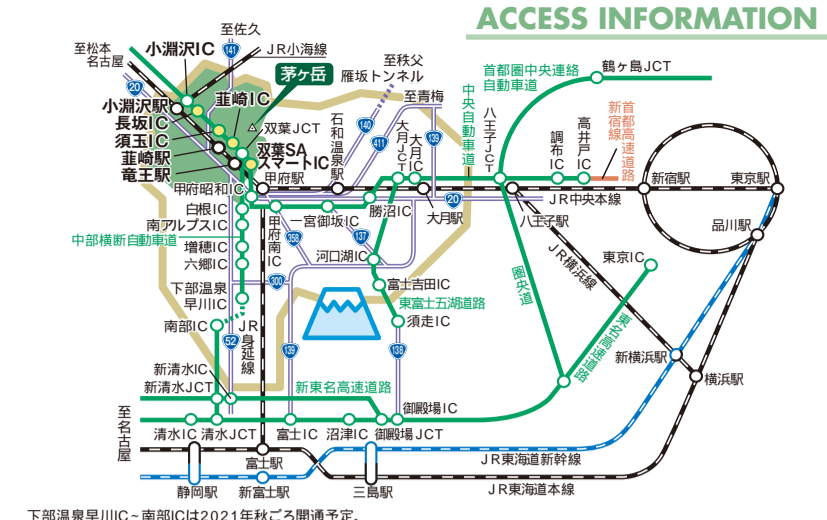 ACCESS INFORMATION
至佐久
至松本
名古屋
小淵沢IC
141
JR小海線
至秩父
雁坂トンネル
首都圏中央連絡
自動車道
鶴ヶ島JCT
20
茅ヶ岳
至青梅
小淵沢駅
韮崎IC
長坂IC
須玉IC
双葉JCT
韮崎駅
双葉SA
スマートIC
竜王駅
石和温泉駅
140
411
139
大月JCT
大月IC
中央自動車道
八王子JCT
調布IC
高井戸IC
首都高速道路
新宿線
甲府駅
新宿駅
東京駅
甲府昭和IC
20
JR中央本線
白根IC
勝沼IC
大月駅
八王子駅
南アルプスIC
一宮御坂IC
甲府南IC
品川駅
中部横断自動車道
358
137
増穂IC
六郷IC
河口湖IC
JR横浜線
東京IC
圏央道
300
富士吉田IC
下部温泉
早川IC
東富士五湖道路
須走IC
東名高速道路
南部IC
JR身延線
52
139
138
新横浜駅
新清水IC
新清水JCT
新東名高速道路
横浜駅
至名古屋
御殿場IC
清水IC
清水JCT
富士IC
沼津IC
御殿場JCT
富士駅
JR東海道新幹線
静岡駅
新富士駅
三島駅
JR東海道本線
下部温泉早川IC~南部ICは2021年秋ごろ開通予定。